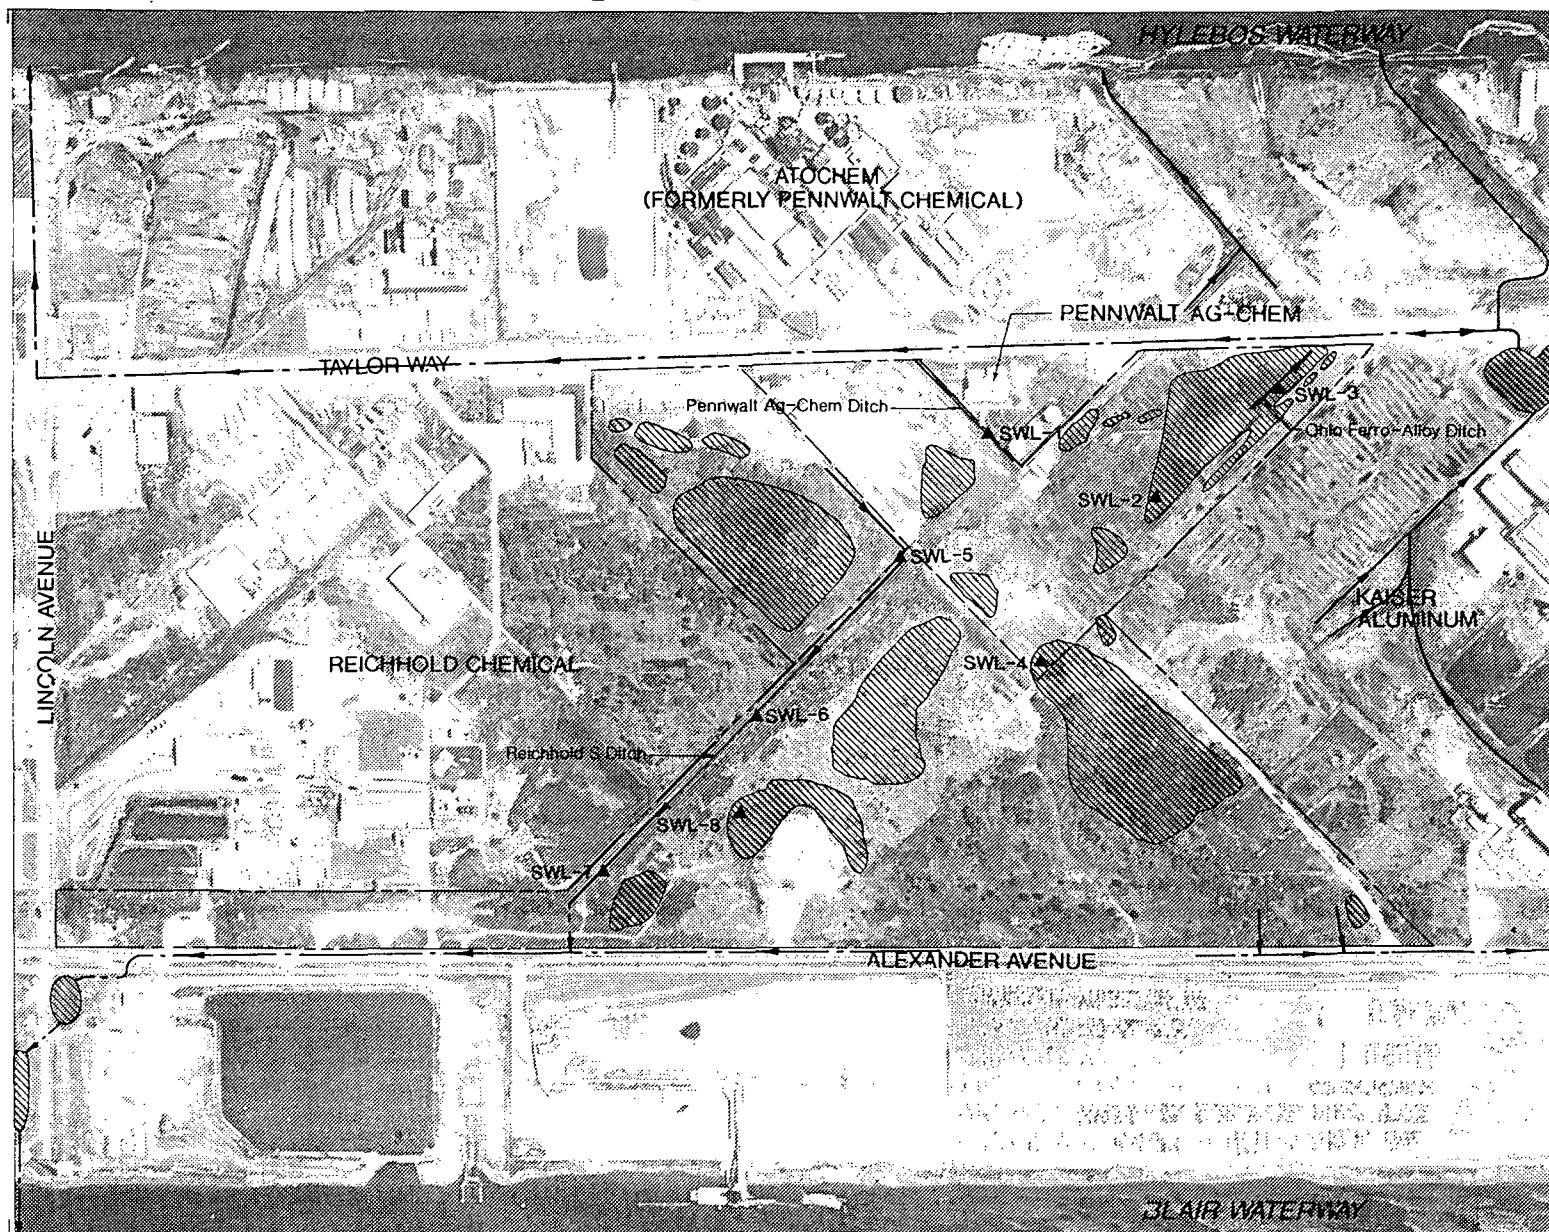 HYLEBOS WATERWAY
ATOCHEM
(FORMERLY PENNWALT CHEMICAL)
PENNWALT AG-CHEM
TAYLOR WAY
Pennwalt Ag-Chem Ditch
SWL-3
SWL-1
Ohio Ferro-Alloy Ditch
SWL-2
LINCOLN AVENUE
SWL-5
KAISER
ALUMINUM
REICHHOLD CHEMICAL
SWL-4
SWL-6
Reichhold S Ditch
SWL-8
SWL-7
ALEXANDER AVENUE
BLAIR WATERWAY